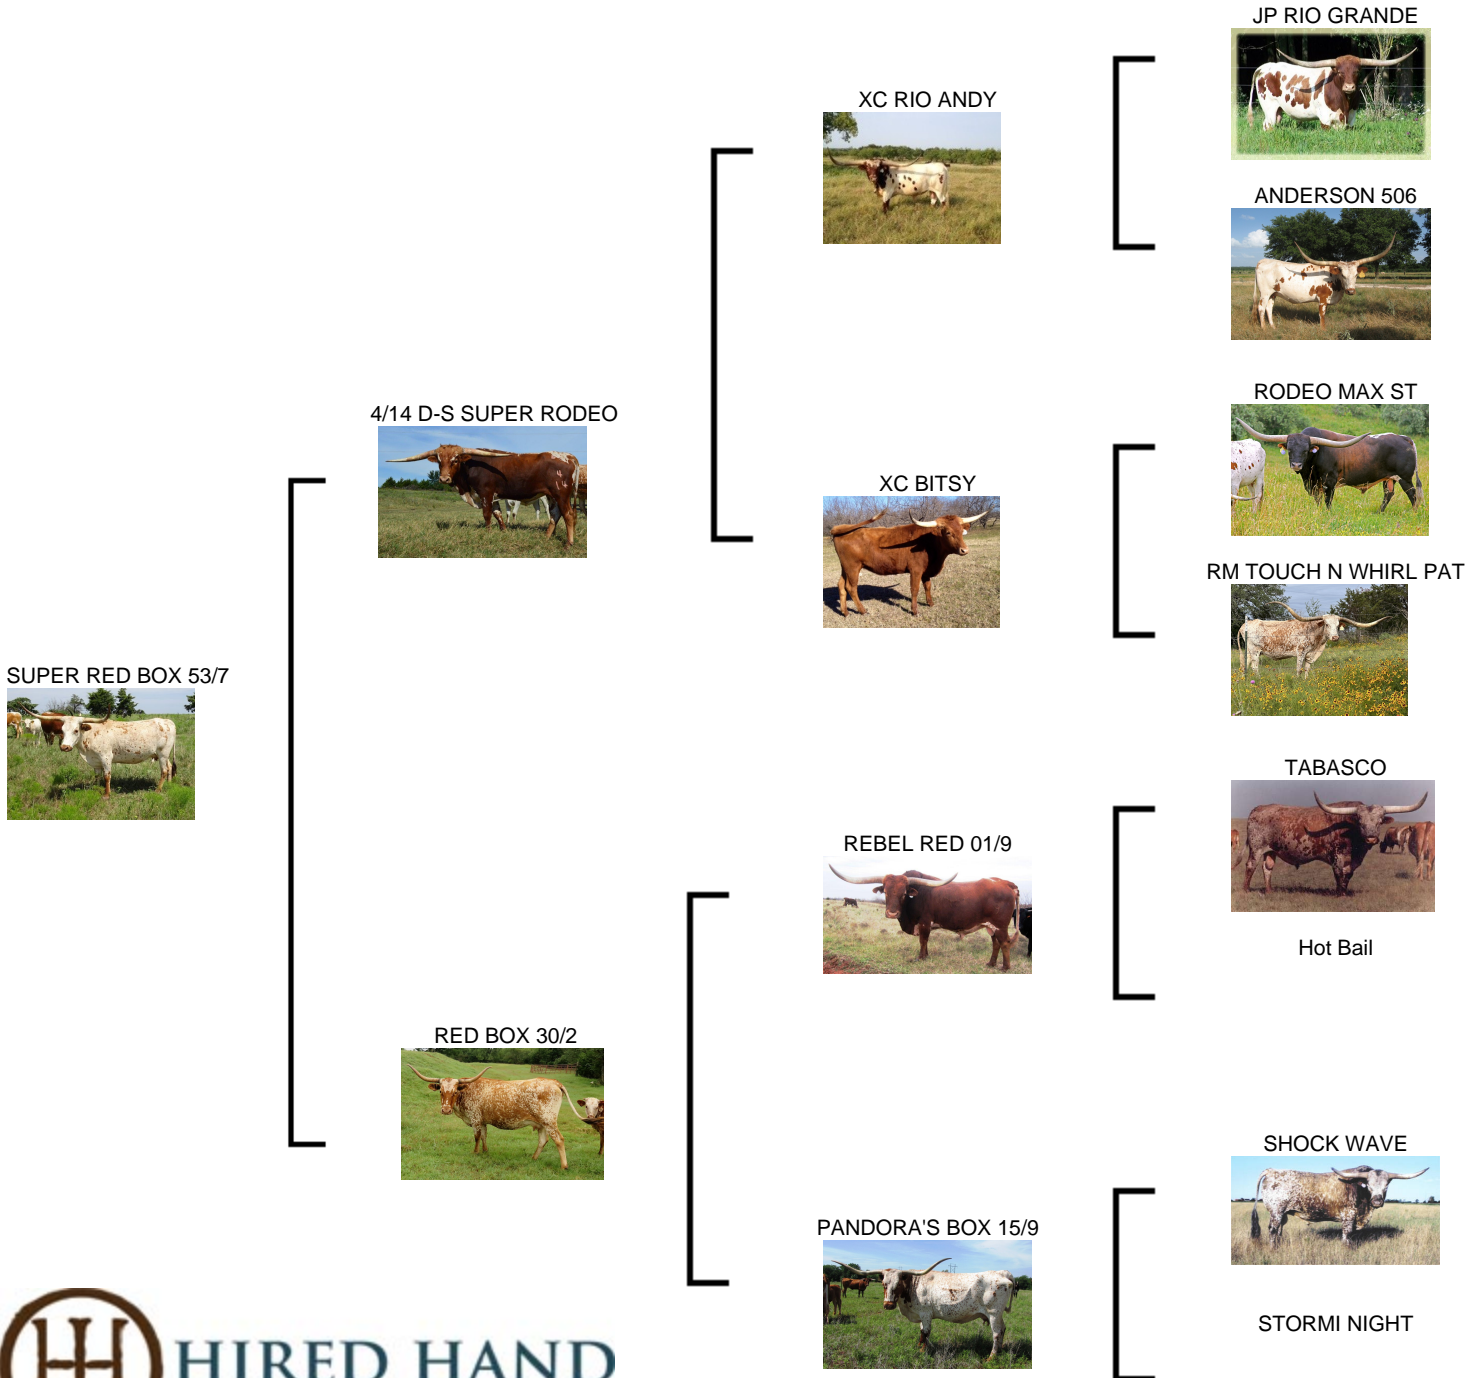 JP RIO GRANDE
XC RIO ANDY
ANDERSON 506
RODEO MAX ST
4/14 D-S SUPER RODEO
XC BITSY
RM TOUCH N WHIRL PAT
SUPER RED BOX 53/7
TABASCO
REBEL RED 01/9
Hot Bail
RED BOX 30/2
SHOCK WAVE
PANDORA'S BOX 15/9
STORMI NIGHT
HIRED HAND